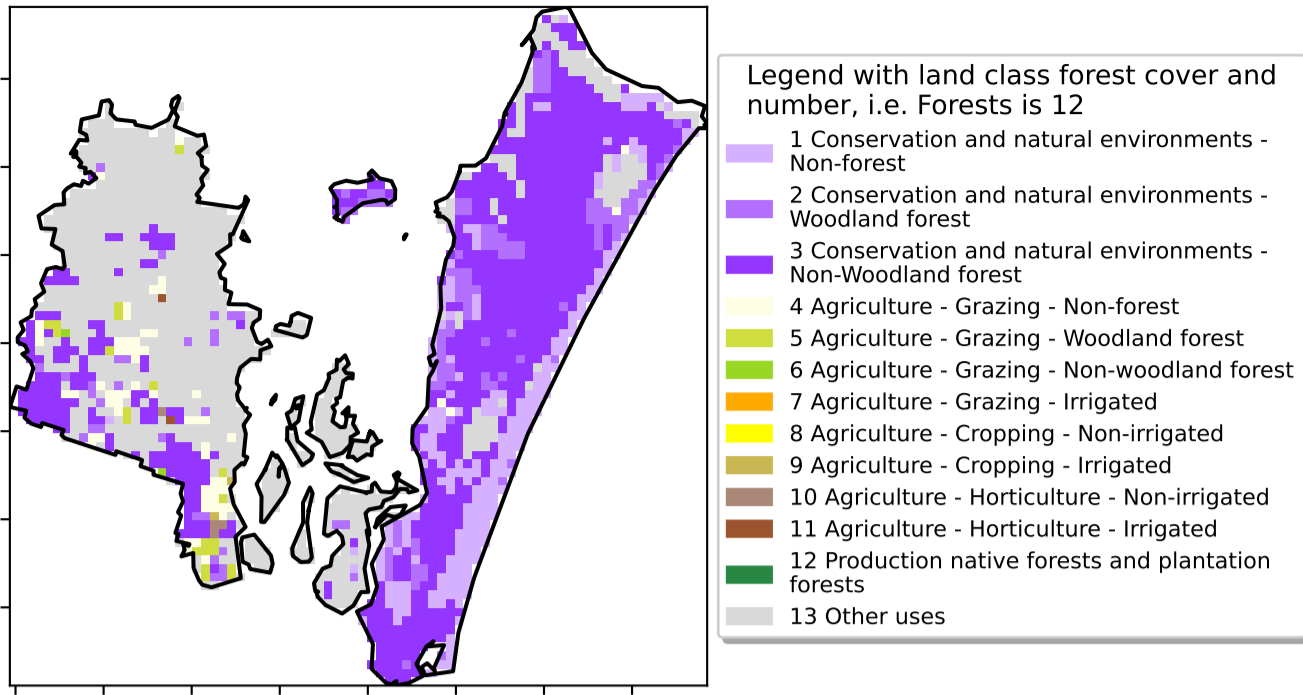 Legend with land class forest cover and
number, i.e. Forests is 12
1 Conservation and natural environments -
Non-forest
2 Conservation and natural environments -
Woodland forest
3 Conservation and natural environments -
Non-Woodland forest
4 Agriculture - Grazing - Non-forest
5 Agriculture - Grazing - Woodland forest
6 Agriculture - Grazing - Non-woodland forest
7 Agriculture - Grazing - Irrigated
8 Agriculture - Cropping - Non-irrigated
9 Agriculture - Cropping - Irrigated
10 Agriculture - Horticulture - Non-irrigated
11 Agriculture - Horticulture - Irrigated
12 Production native forests and plantation
forests
13 Other uses